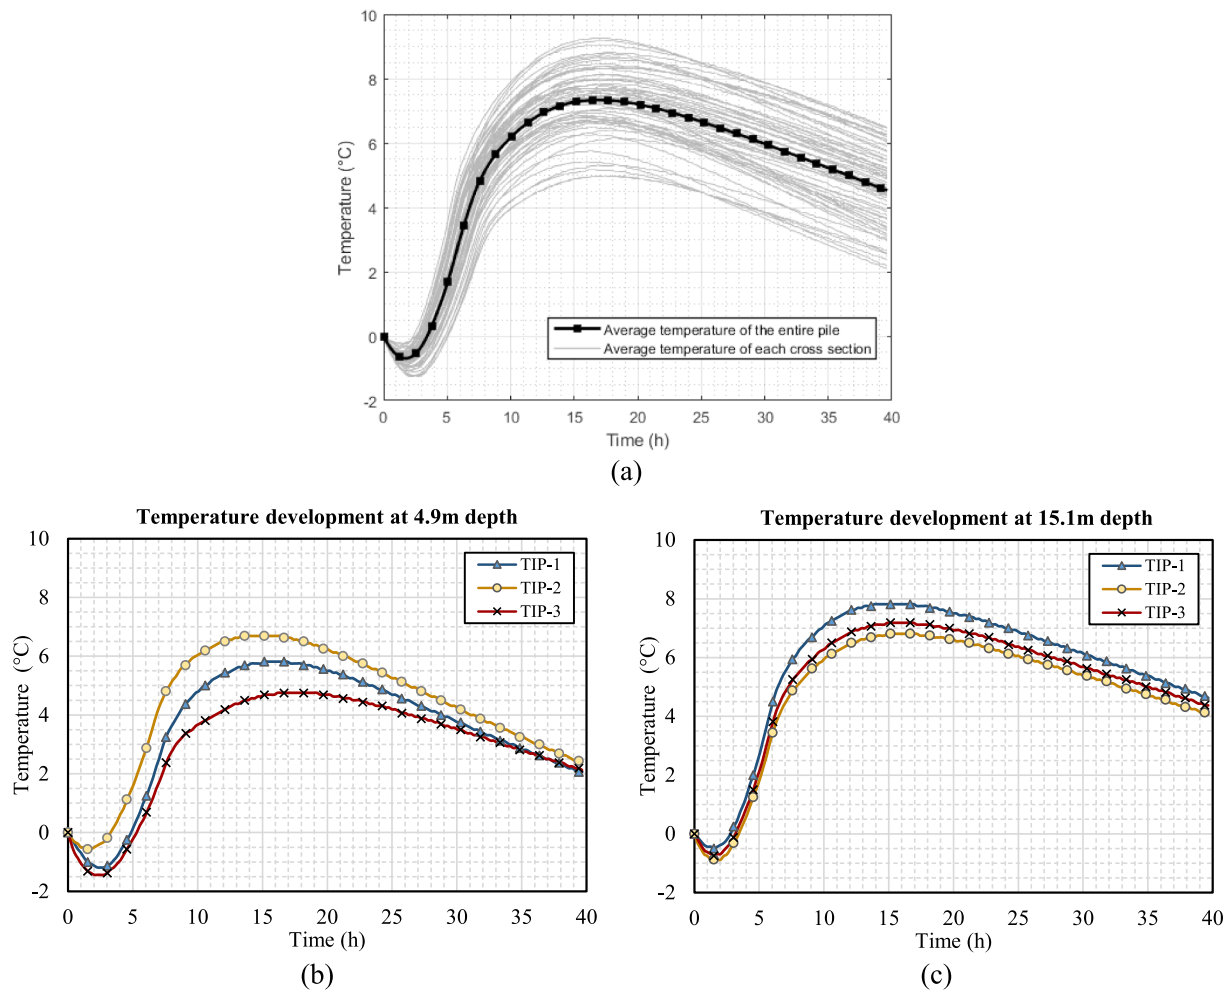 10
8
6
4
2
0
-2
Temperature (°C)
0 5 10 15 20 25 30 35 40
Time (h)
Average temperature of the entire pile
Average temperature of each cross section
(a)
Temperature development at 4.9m depth
10
8
6
4
2
0
-2
Temperature (°C)
TIP-1
TIP-2
TIP-3
0 5 10 15 20 25 30 35 40
Time (h)
(b)
Temperature development at 15.1m depth
10
8
6
4
2
0
-2
Temperature (°C)
TIP-1
TIP-2
TIP-3
0 5 10 15 20 25 30 35 40
Time (h)
(c)